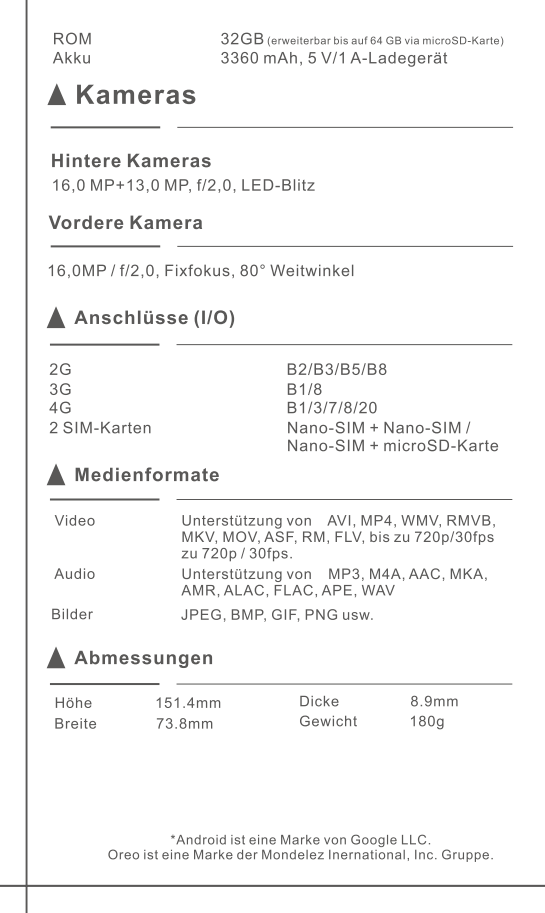 ROM 32GB (erweiterbar bis auf 64 GB via microSD-Karte)
Akku 3360 mAh, 5 V/1 A-Ladegerät
Kameras
Hintere Kameras
16,0 MP+13,0 MP, f/2,0, LED-Blitz
Vordere Kamera
16,0MP / f/2,0, Fixfokus, 80° Weitwinkel
Anschlüsse (I/O)
2G B2/B3/B5/B8
3G B1/8
4G B1/3/7/8/20
2 SIM-Karten Nano-SIM + Nano-SIM /
Nano-SIM + microSD-Karte
Medienformate
Video Unterstützung von AVI, MP4, WMV, RMVB,
MKV, MOV, ASF, RM, FLV, bis zu 720p/30fps
zu 720p / 30fps.
Audio Unterstützung von MP3, M4A, AAC, MKA,
AMR, ALAC, FLAC, APE, WAV
Bilder JPEG, BMP, GIF, PNG usw.
Abmessungen
Höhe 151.4mm Dicke 8.9mm
Breite 73.8mm Gewicht 180g
*Android ist eine Marke von Google LLC.
Oreo ist eine Marke der Mondelez Inernational, Inc. Gruppe.